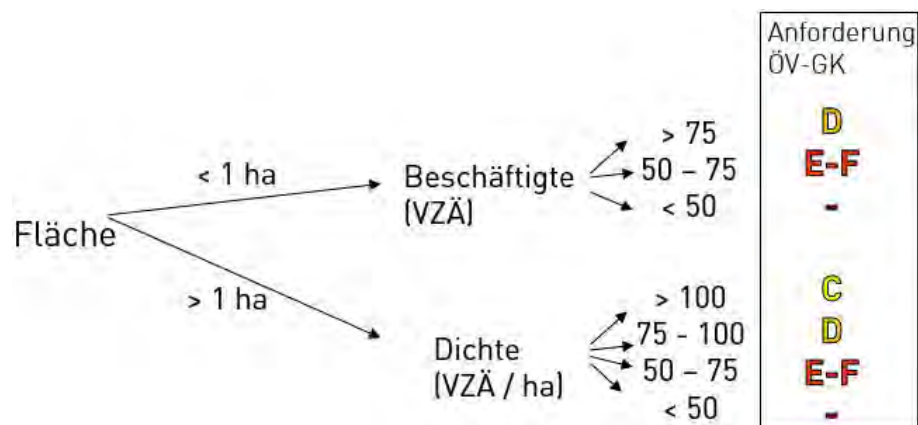 Anforderung
ÖV-GK
Fläche
< 1 ha
Beschäftigte
(VZÄ)
> 75
D
50 – 75
E-F
< 50
-
> 1 ha
Dichte
(VZÄ / ha)
> 100
C
75 - 100
D
50 – 75
E-F
< 50
-